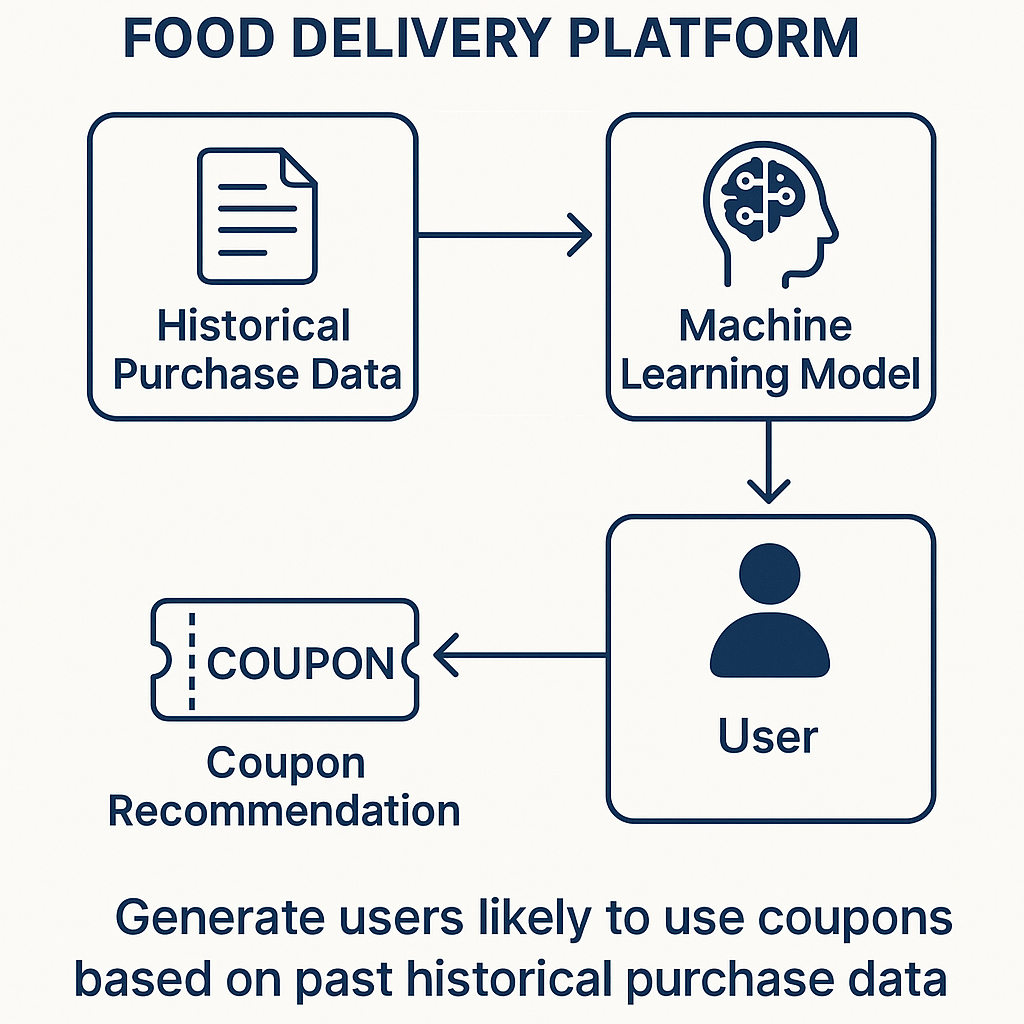 FOOD DELIVERY PLATFORM
Historical
Purchase Data
Machine
Learning Model
User
COUPON
Coupon
Recommendation
Generate users likely to use coupons
based on past historical purchase data